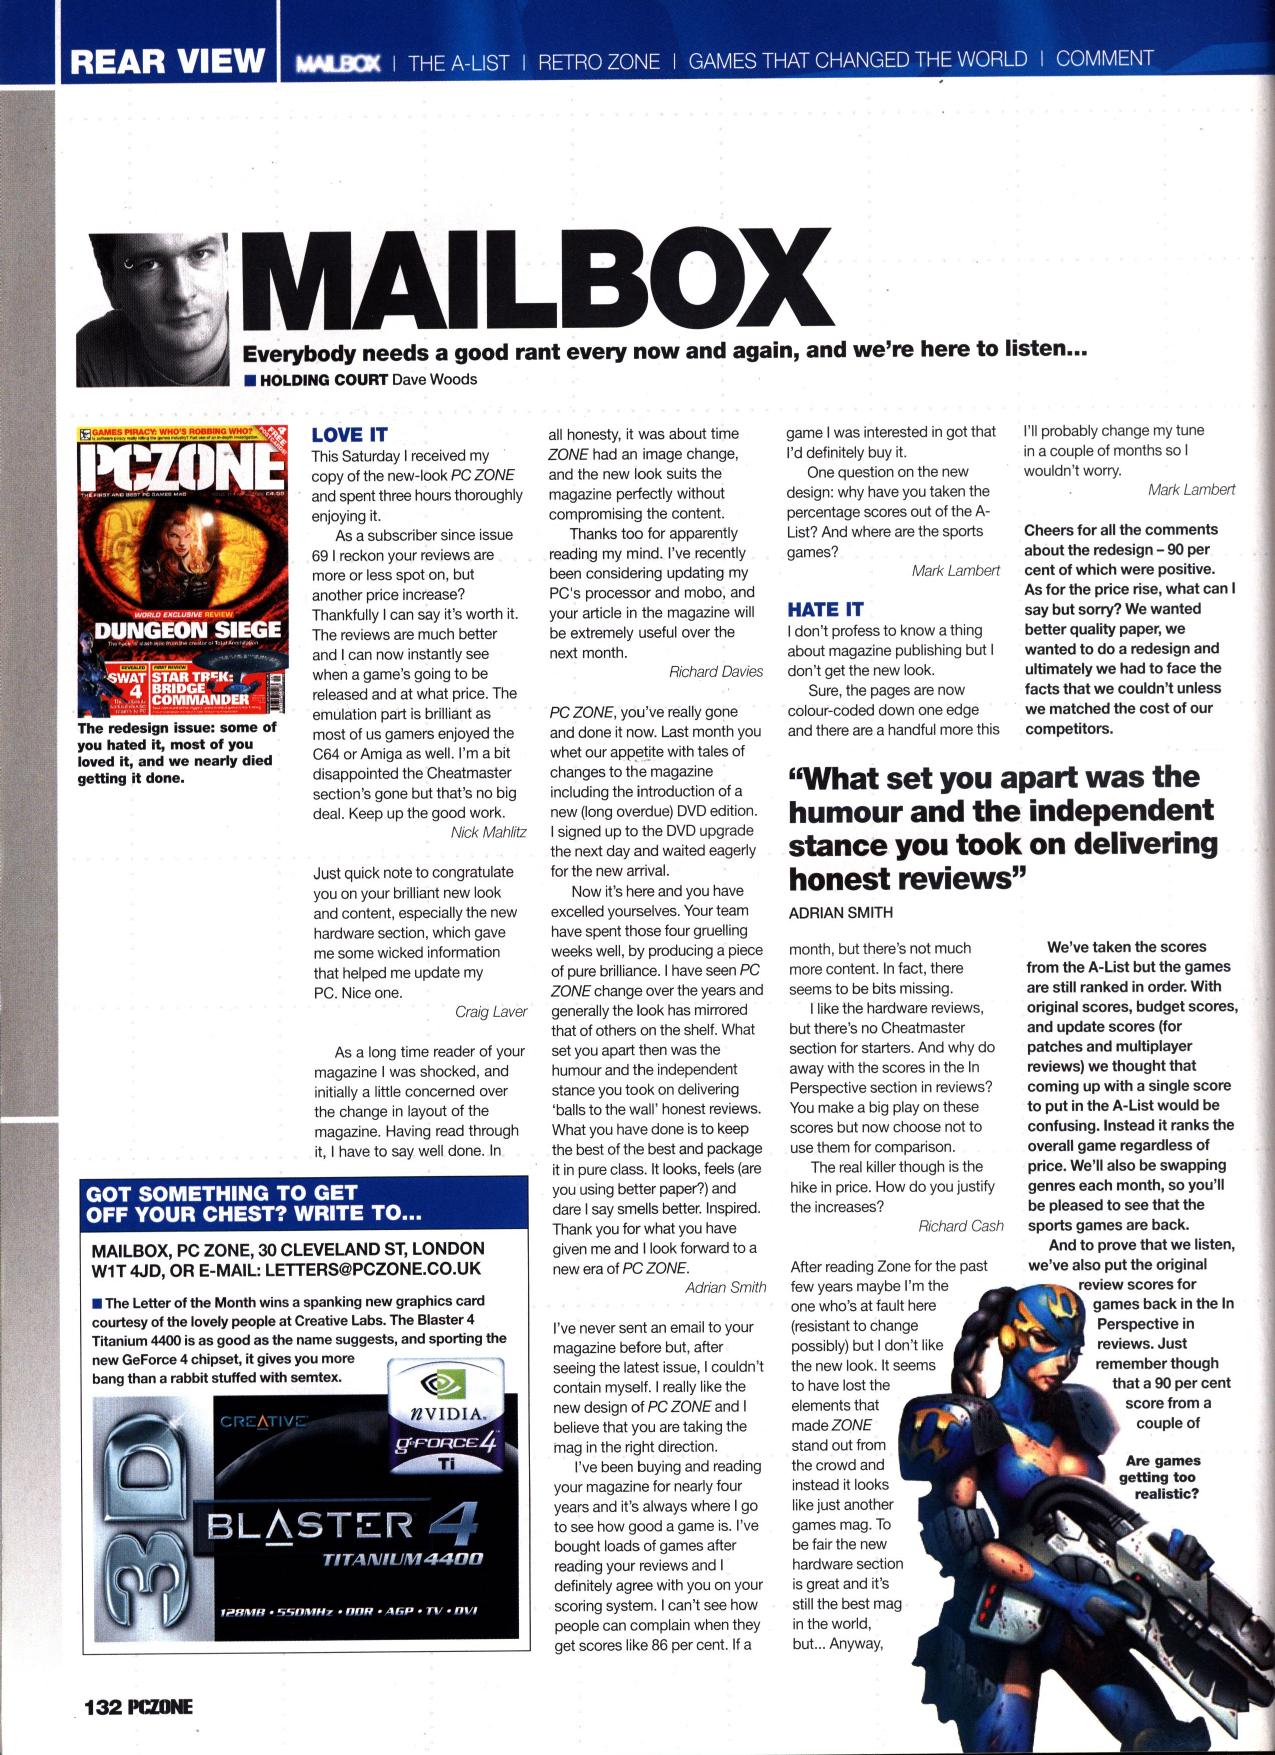 REAR VIEW
MAILBOX | THE A-LIST | RETRO ZONE | GAMES THAT CHANGED THE WORLD | COMMENT
MAILBOX
Everybody needs a good rant every now and again, and we're here to listen...
■ HOLDING COURT Dave Woods
GAMES PIRACY: WHO'S ROBBING WHO?
FREE
PCZONE
THE FIRST AND BEST PC GAMES MAG
WORLD EXCLUSIVE REVIEW
DUNGEON SIEGE
REVEALED
SWAT
4
FIRST REVIEW
STAR TREK:
BRIDGE
COMMANDER
The redesign issue: some of
you hated it, most of you
loved it, and we nearly died
getting it done.
LOVE IT
This Saturday I received my
copy of the new-look PC ZONE
and spent three hours thoroughly
enjoying it.
As a subscriber since issue
69 I reckon your reviews are
more or less spot on, but
another price increase?
Thankfully I can say it's worth it.
The reviews are much better
and I can now instantly see
when a game's going to be
released and at what price. The
emulation part is brilliant as
most of us gamers enjoyed the
C64 or Amiga as well. I'm a bit
disappointed the Cheatmaster
section's gone but that's no big
deal. Keep up the good work.
Nick Mahlitz
Just quick note to congratulate
you on your brilliant new look
and content, especially the new
hardware section, which gave
me some wicked information
that helped me update my
PC. Nice one.
Craig Laver
As a long time reader of your
magazine I was shocked, and
initially a little concerned over
the change in layout of the
magazine. Having read through
it, I have to say well done. In
all honesty, it was about time
ZONE had an image change,
and the new look suits the
magazine perfectly without
compromising the content.
Thanks too for apparently
reading my mind. I've recently
been considering updating my
PC's processor and mobo, and
your article in the magazine will
be extremely useful over the
next month.
Richard Davies
PC ZONE, you've really gone
and done it now. Last month you
whet our appetite with tales of
changes to the magazine
including the introduction of a
new (long overdue) DVD edition.
I signed up to the DVD upgrade
the next day and waited eagerly
for the new arrival.
Now it's here and you have
excelled yourselves. Your team
have spent those four gruelling
weeks well, by producing a piece
of pure brilliance. I have seen PC
ZONE change over the years and
generally the look has mirrored
that of others on the shelf. What
set you apart then was the
humour and the independent
stance you took on delivering
'balls to the wall' honest reviews.
What you have done is to keep
the best of the best and package
it in pure class. It looks, feels (are
you using better paper?) and
dare I say smells better. Inspired.
Thank you for what you have
given me and I look forward to a
new era of PC ZONE.
Adrian Smith
I've never sent an email to your
magazine before but, after
seeing the latest issue, I couldn't
contain myself. I really like the
new design of PC ZONE and I
believe that you are taking the
mag in the right direction.
I've been buying and reading
your magazine for nearly four
years and it's always where I go
to see how good a game is. I've
bought loads of games after
reading your reviews and I
definitely agree with you on your
scoring system. I can't see how
people can complain when they
get scores like 86 per cent. If a
game I was interested in got that
I'd definitely buy it.
One question on the new
design: why have you taken the
percentage scores out of the A-
List? And where are the sports
games?
Mark Lambert
HATE IT
I don't profess to know a thing
about magazine publishing but I
don't get the new look.
Sure, the pages are now
colour-coded down one edge
and there are a handful more this
"What set you apart was the
humour and the independent
stance you took on delivering
honest reviews"
ADRIAN SMITH
month, but there's not much
more content. In fact, there
seems to be bits missing.
I like the hardware reviews,
but there's no Cheatmaster
section for starters. And why do
away with the scores in the In
Perspective section in reviews?
You make a big play on these
scores but now choose not to
use them for comparison.
The real killer though is the
hike in price. How do you justify
the increases?
Richard Cash
After reading Zone for the past
few years maybe I'm the
one who's at fault here
(resistant to change
possibly) but I don't like
the new look. It seems
to have lost the
elements that
made ZONE
stand out from
the crowd and
instead it looks
like just another
games mag. To
be fair the new
hardware section
is great and it's
still the best mag
in the world,
but... Anyway,
I'll probably change my tune
in a couple of months so I
wouldn't worry.
Mark Lambert
Cheers for all the comments
about the redesign – 90 per
cent of which were positive.
As for the price rise, what can I
say but sorry? We wanted
better quality paper, we
wanted to do a redesign and
ultimately we had to face the
facts that we couldn't unless
we matched the cost of our
competitors.
We've taken the scores
from the A-List but the games
are still ranked in order. With
original scores, budget scores,
and update scores (for
patches and multiplayer
reviews) we thought that
coming up with a single score
to put in the A-List would be
confusing. Instead it ranks the
overall game regardless of
price. We'll also be swapping
genres each month, so you'll
be pleased to see that the
sports games are back.
And to prove that we listen,
we've also put the original
review scores for
games back in the In
Perspective in
reviews. Just
remember though
that a 90 per cent
score from a
couple of
Are games
getting too
realistic?
GOT SOMETHING TO GET
OFF YOUR CHEST? WRITE TO...
MAILBOX, PC ZONE, 30 CLEVELAND ST, LONDON
W1T 4JD, OR E-MAIL: LETTERS@PCZONE.CO.UK
■ The Letter of the Month wins a spanking new graphics card
courtesy of the lovely people at Creative Labs. The Blaster 4
Titanium 4400 is as good as the name suggests, and sporting the
new GeForce 4 chipset, it gives you more
bang than a rabbit stuffed with semtex.
3D
CREATIVE
nVIDIA.
GeFORCE4
Ti
BLASTER 4
TITANIUM 4400
128MB • 550MHz • DDR • AGP • TV • DVI
132 PCZONE